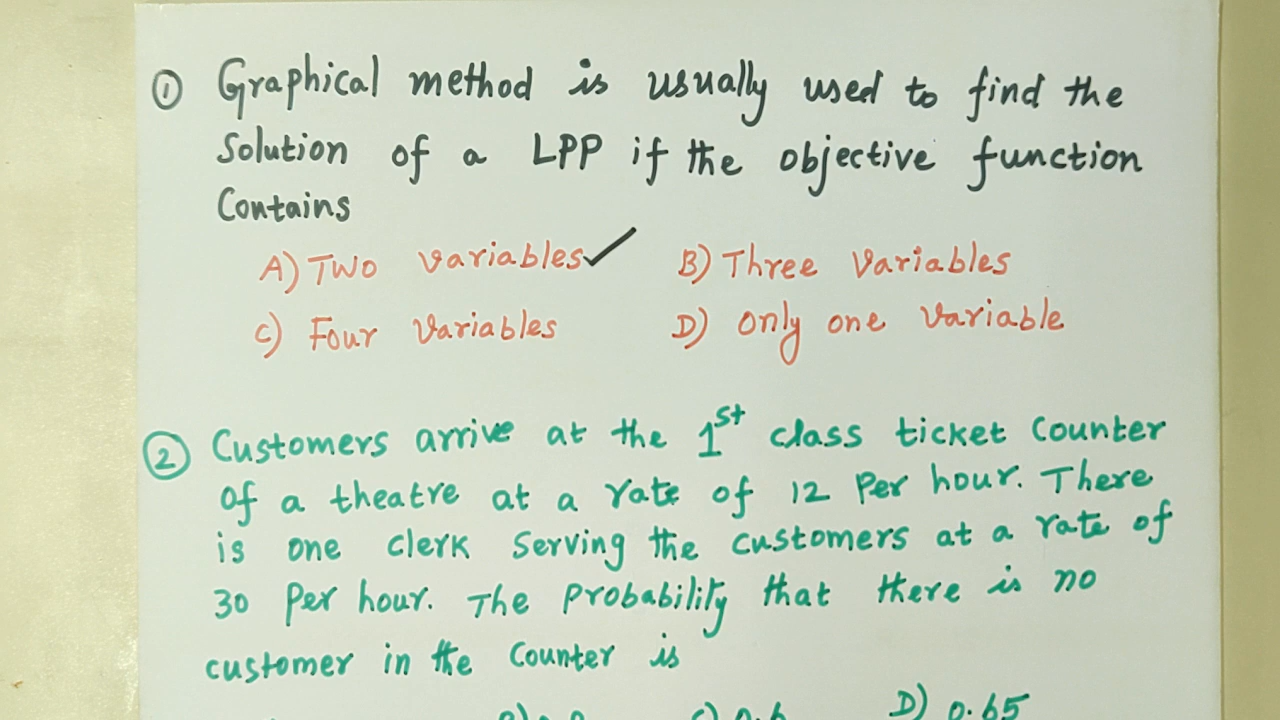 ① Graphical method is usually used to find the
Solution of a LPP if the objective function
Contains
A) Two variables✓ B) Three Variables
C) Four Variables D) only one Variable
② Customers arrive at the 1st class ticket Counter
of a theatre at a rate of 12 Per hour. There
is one clerk Serving the customers at a rate of
30 Per hour. The Probability that there is no
customer in the Counter is
D) 0.65